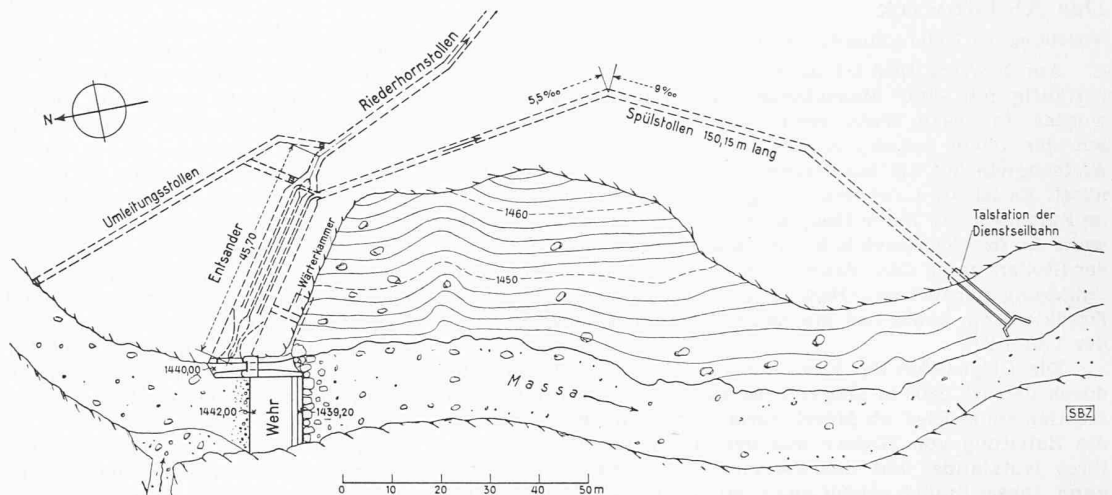 N
Umleitungsstollen
Riederhornstollen
5,5‰
9‰
Spülstollen 150,15 m lang
Entsander
45,70
Wärterkammer
1460
1450
Talstation der
Dienstseilbahn
1440,00
1442,00
Wehr
1439,20
Massa
SBZ
0 10 20 30 40 50 m